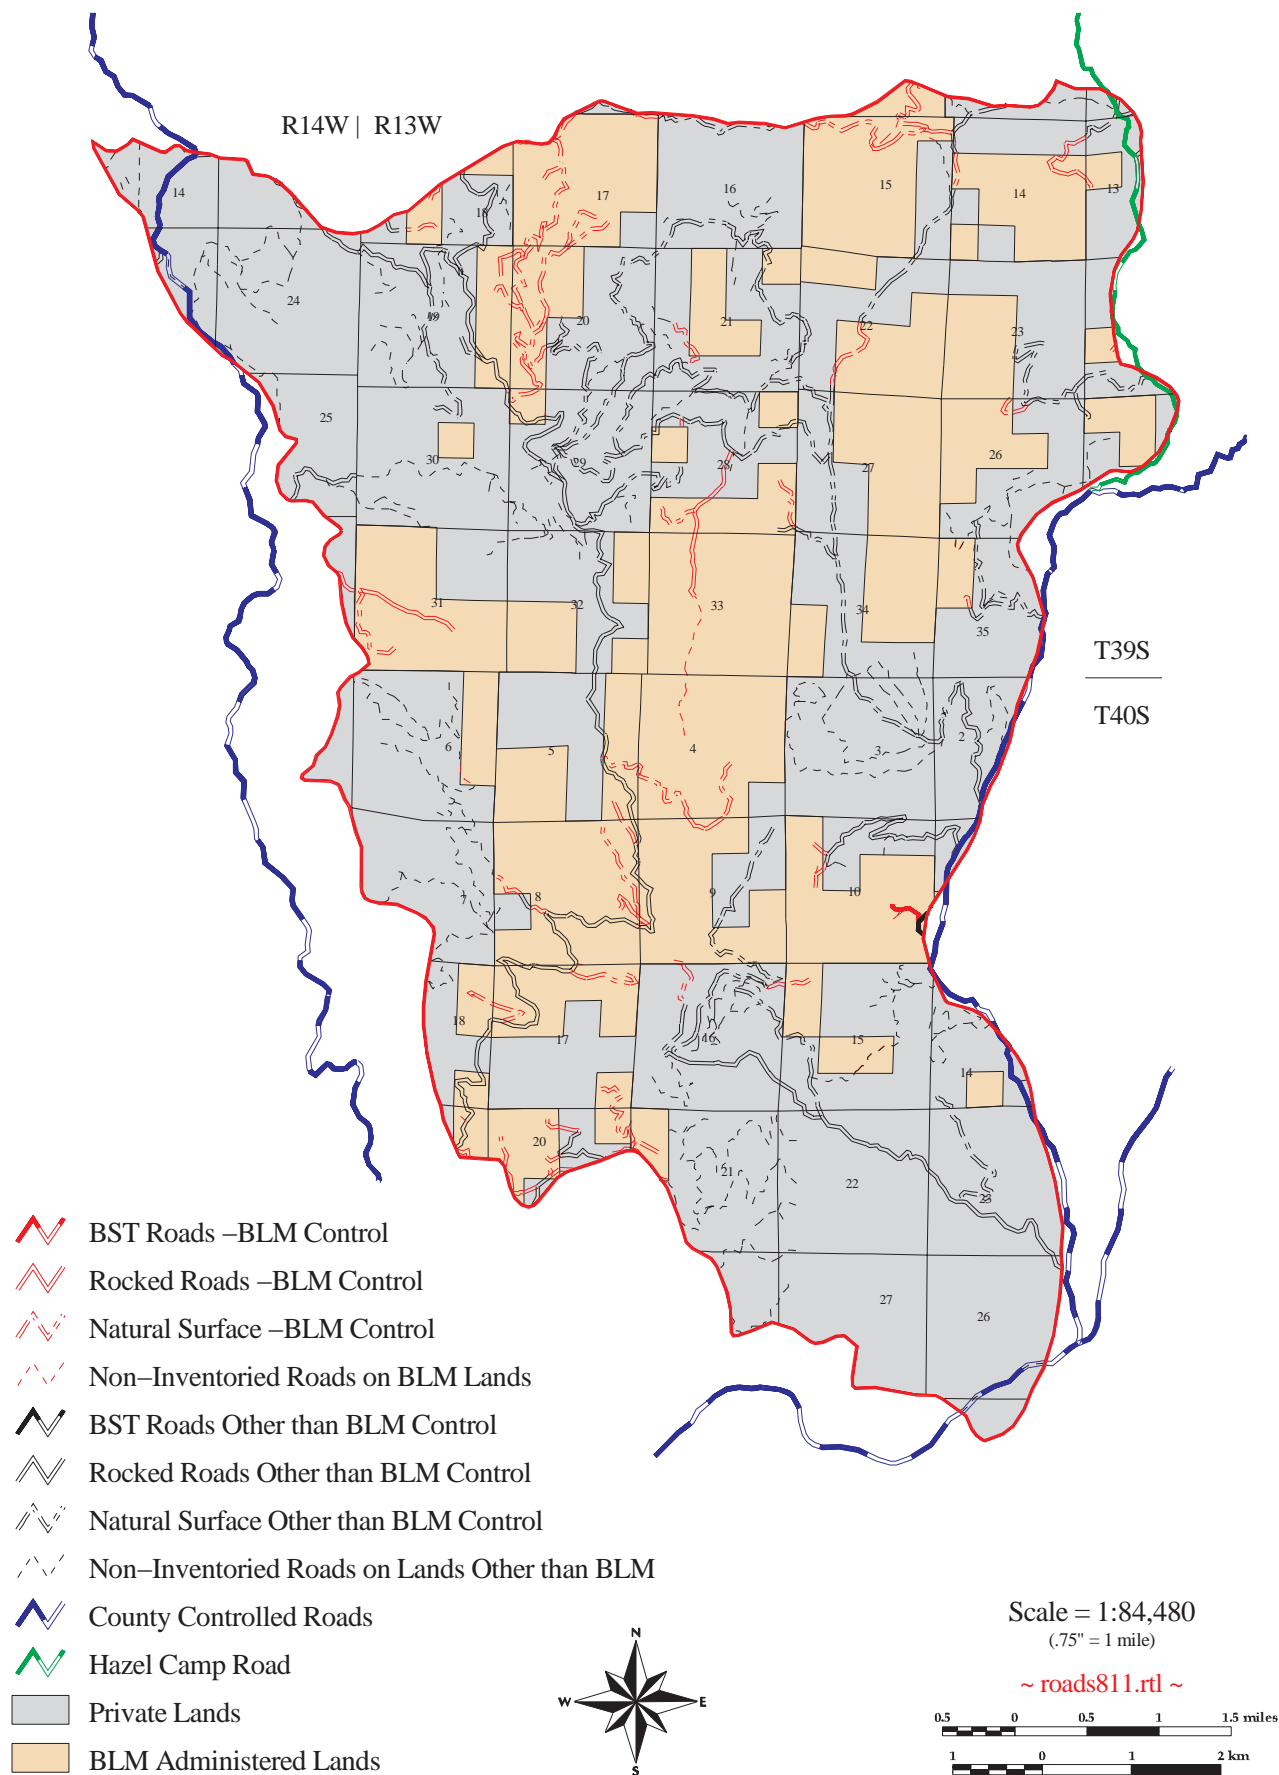 R14W | R13W
14
18
17
16
15
14
13
24
19
20
21
22
23
25
30
29
28
27
26
31
32
33
34
35
T39S
T40S
6
5
4
3
2
7
8
9
10
18
17
16
15
14
20
21
22
23
27
26
BST Roads –BLM Control
Rocked Roads –BLM Control
Natural Surface –BLM Control
Non–Inventoried Roads on BLM Lands
BST Roads Other than BLM Control
Rocked Roads Other than BLM Control
Natural Surface Other than BLM Control
Non–Inventoried Roads on Lands Other than BLM
County Controlled Roads
Hazel Camp Road
Private Lands
BLM Administered Lands
N
W E
S
Scale = 1:84,480
(.75" = 1 mile)
~ roads811.rtl ~
0.5 0 0.5 1 1.5 miles
1 0 1 2 km